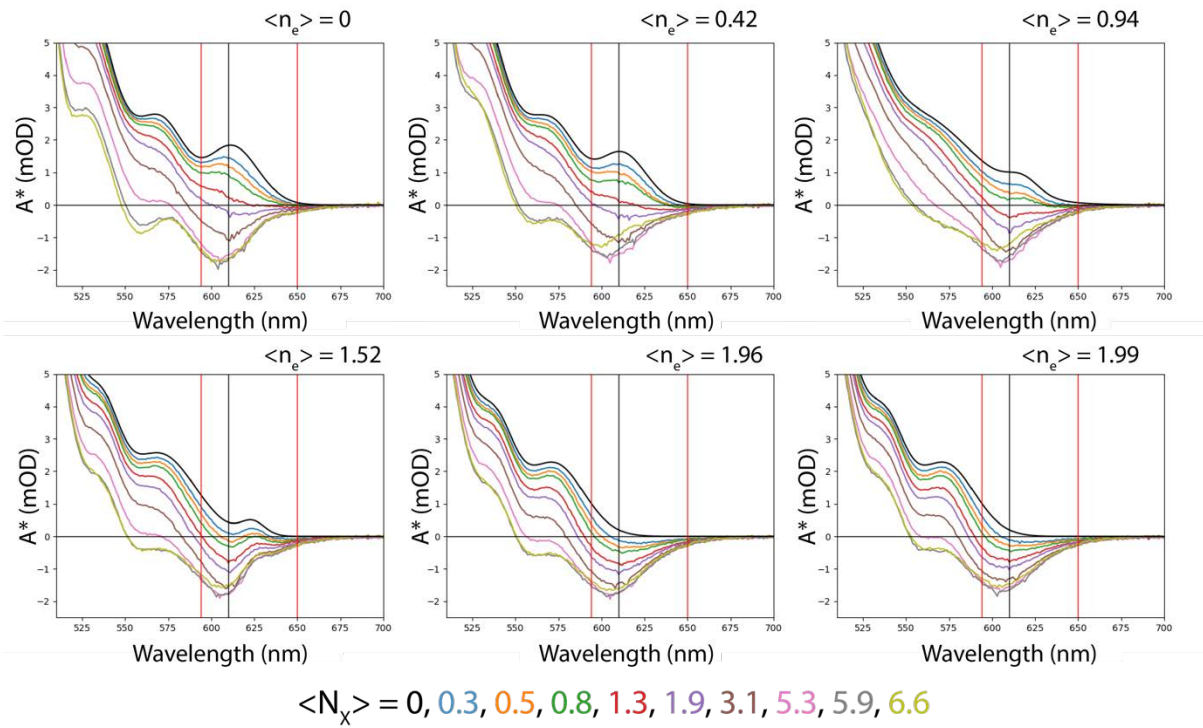 <n_e> = 0
<n_e> = 0.42
<n_e> = 0.94
A* (mOD)
5
4
3
2
1
0
−1
−2
525 550 575 600 625 650 675 700
Wavelength (nm)
A* (mOD)
5
4
3
2
1
0
−1
−2
525 550 575 600 625 650 675 700
Wavelength (nm)
A* (mOD)
5
4
3
2
1
0
−1
−2
525 550 575 600 625 650 675 700
Wavelength (nm)
<n_e> = 1.52
<n_e> = 1.96
<n_e> = 1.99
A* (mOD)
5
4
3
2
1
0
−1
−2
525 550 575 600 625 650 675 700
Wavelength (nm)
A* (mOD)
5
4
3
2
1
0
−1
−2
525 550 575 600 625 650 675 700
Wavelength (nm)
A* (mOD)
5
4
3
2
1
0
−1
−2
525 550 575 600 625 650 675 700
Wavelength (nm)
<N_X> = 0, 0.3, 0.5, 0.8, 1.3, 1.9, 3.1, 5.3, 5.9, 6.6